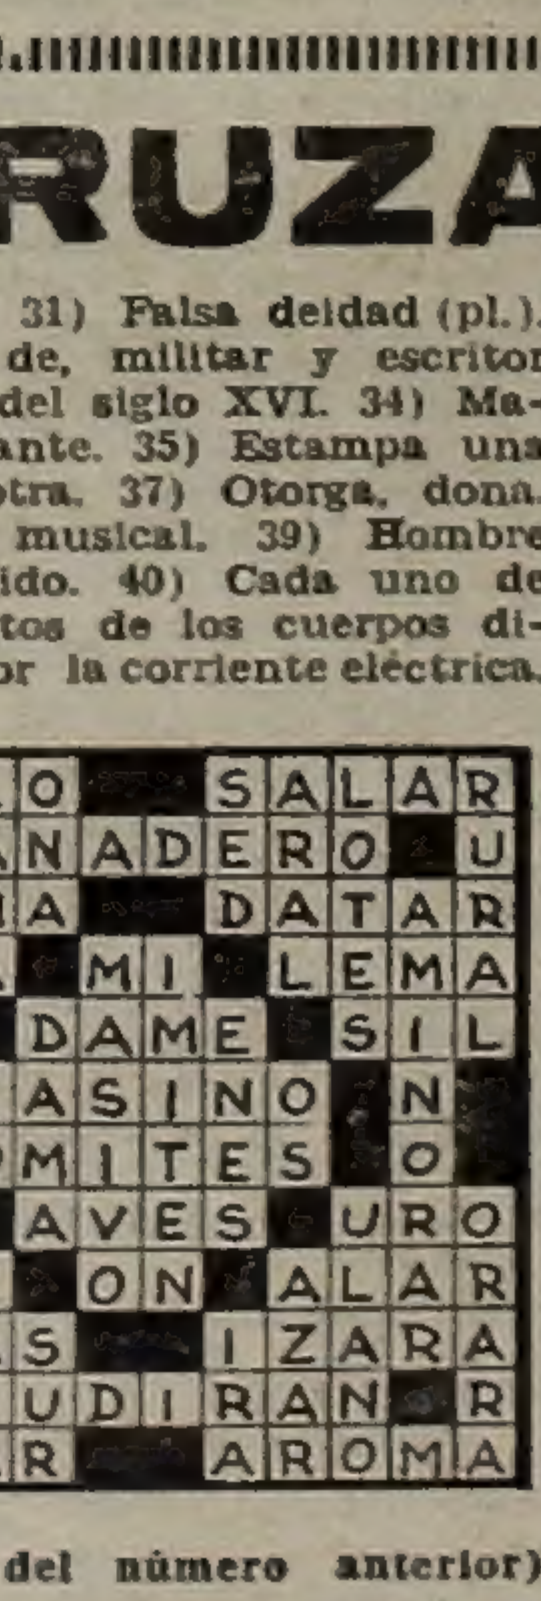 RUZA
31) Falsa deidad (pl.).
de, militar y escritor
del siglo XVI. 34) Ma-
ante. 35) Estampa una
otra. 37) Otorga, dona.
musical. 39) Hombre
ido. 40) Cada uno de
tos de los cuerpos di-
or la corriente eléctrica.
O SALAR
NADERO U
A DATAR
MI LEMA
DAME SIL
ASINO N
MITES O
AVES URO
ON ALAR
S IZARA
UDIRAN R
R AROMA
del número anterior)